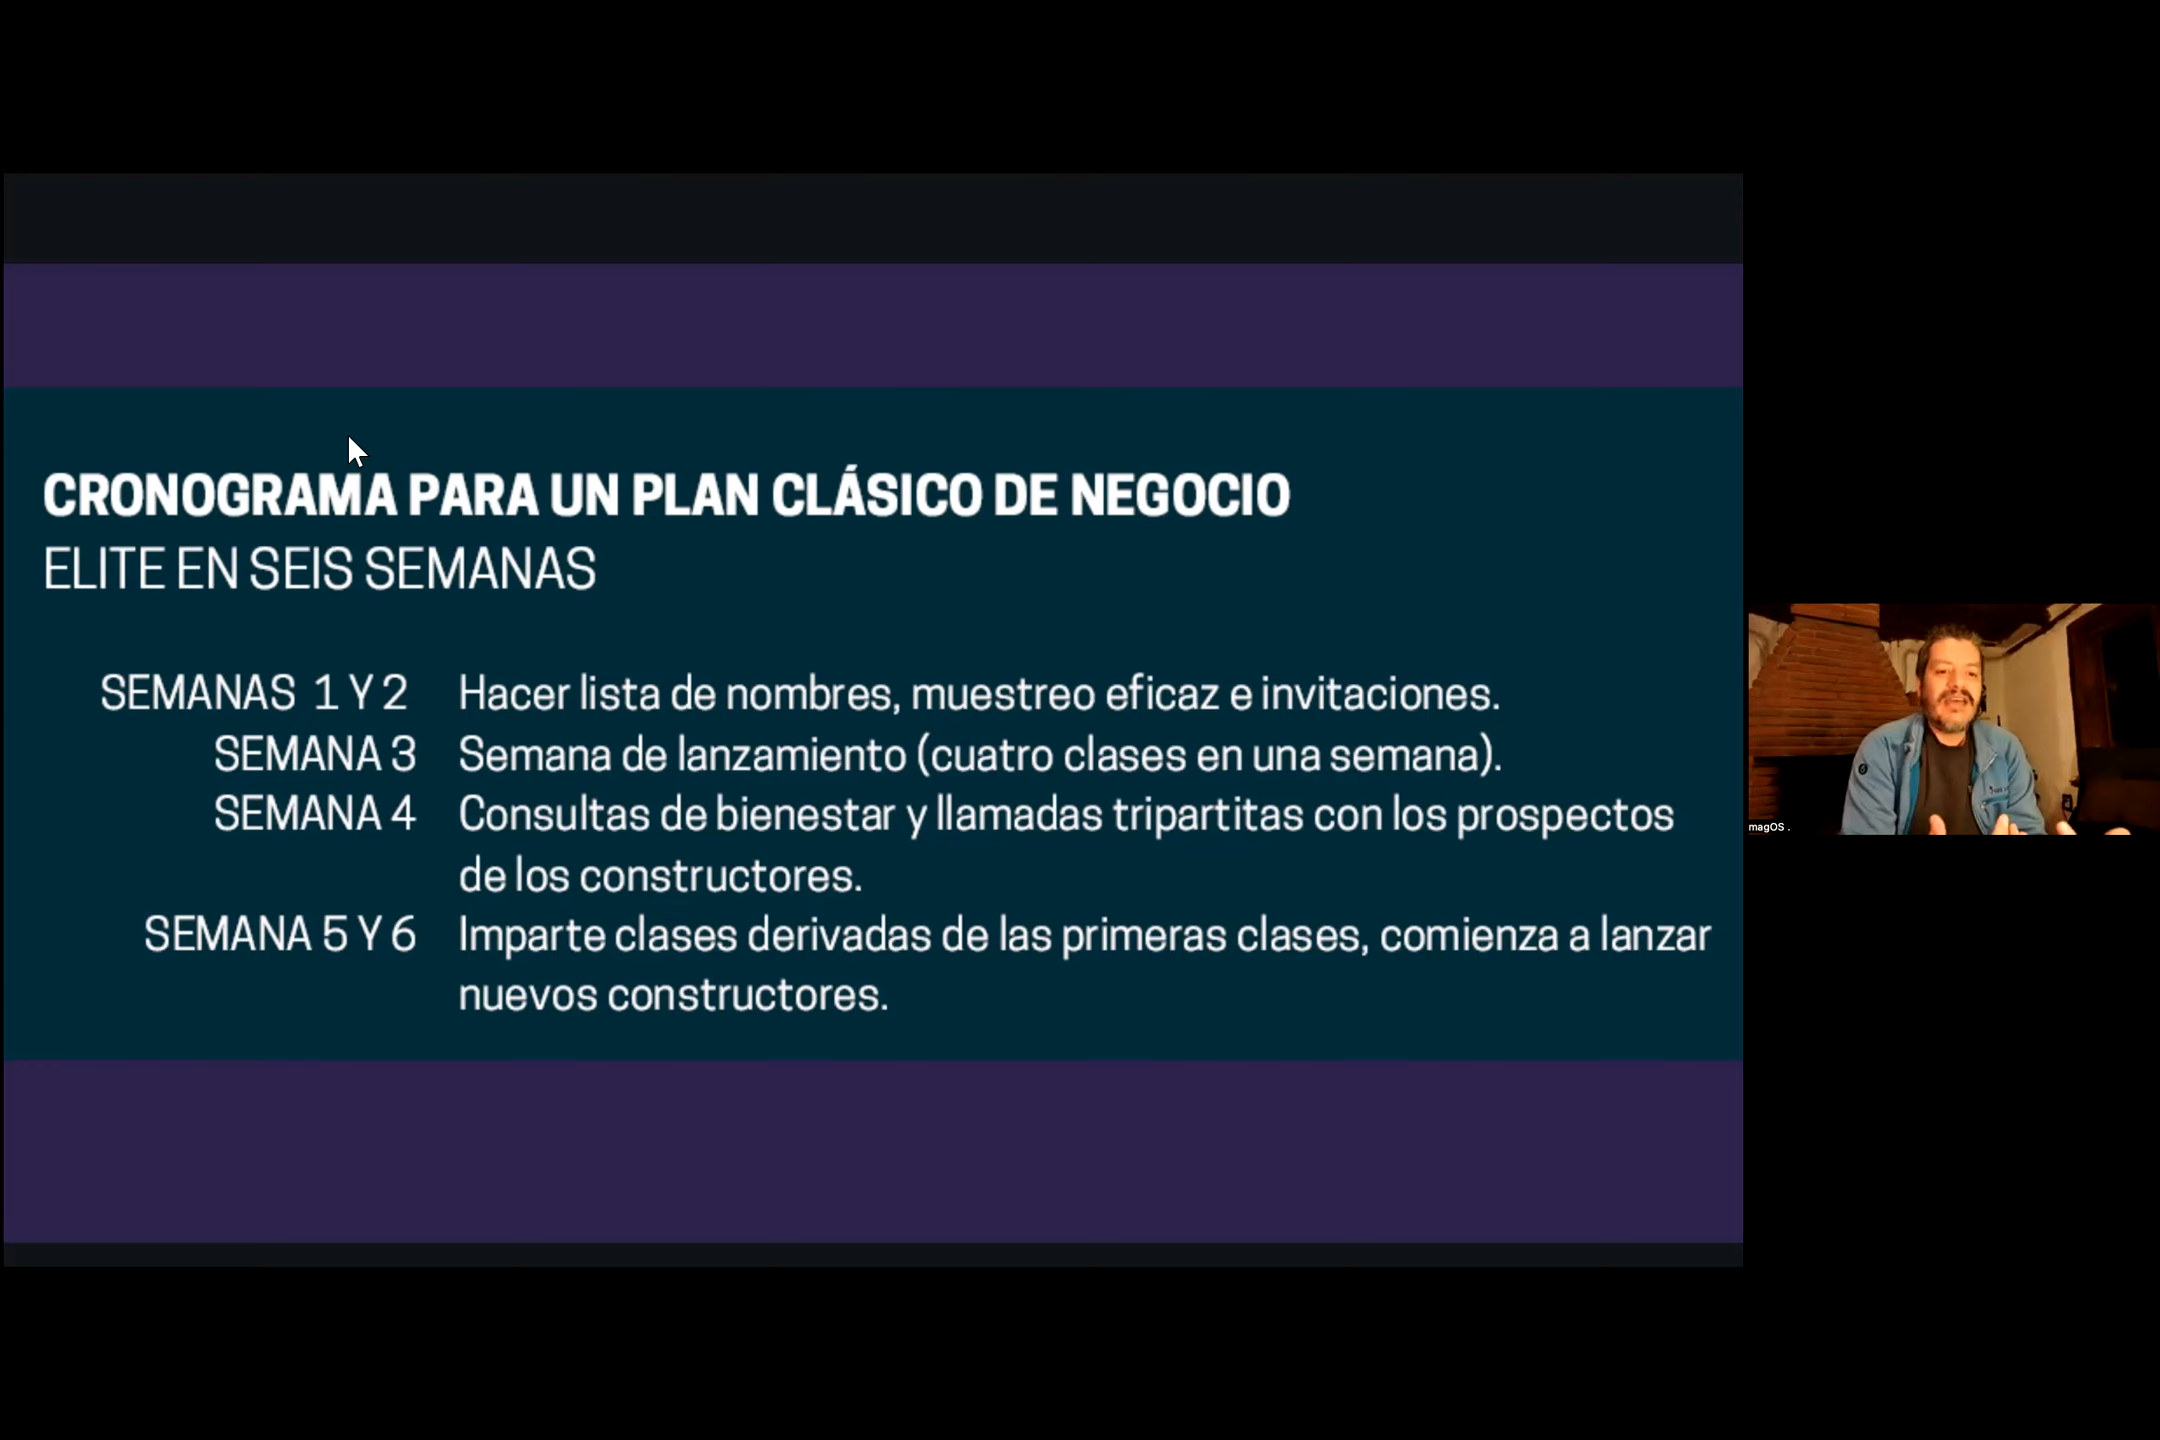 CRONOGRAMA PARA UN PLAN CLÁSICO DE NEGOCIO
ELITE EN SEIS SEMANAS
SEMANAS 1 Y 2 Hacer lista de nombres, muestreo eficaz e invitaciones.
SEMANA 3 Semana de lanzamiento (cuatro clases en una semana).
SEMANA 4 Consultas de bienestar y llamadas tripartitas con los prospectos
de los constructores.
SEMANA 5 Y 6 Imparte clases derivadas de las primeras clases, comienza a lanzar
nuevos constructores.
magOS .